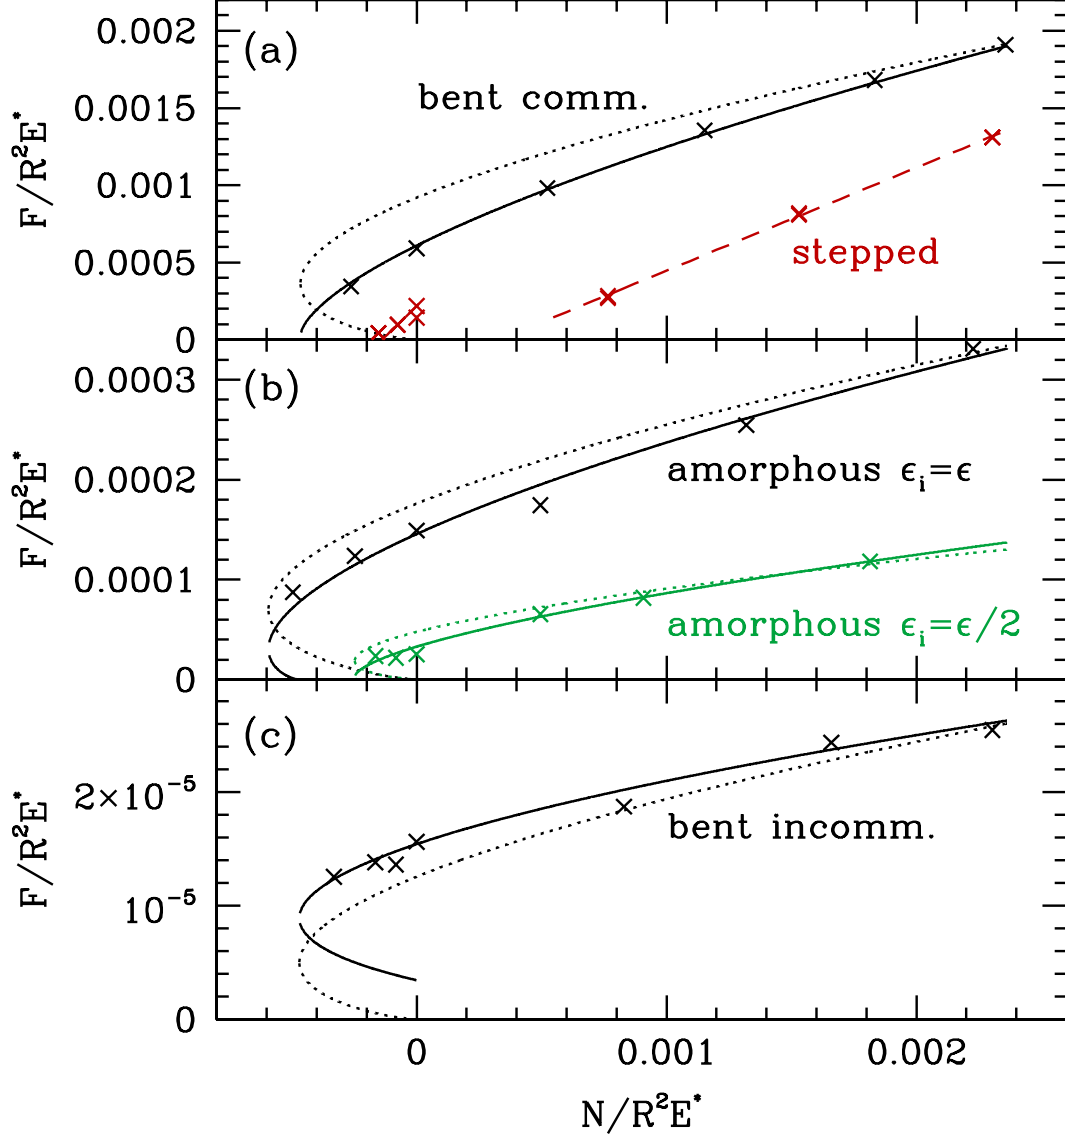 0.002
(a)
bent comm.
0.0015
F/R²E*
0.001
stepped
0.0005
0
(b)
0.0003
amorphous ϵᵢ=ϵ
0.0002
F/R²E*
0.0001
amorphous ϵᵢ=ϵ/2
0
(c)
2×10⁻⁵
bent incomm.
F/R²E*
10⁻⁵
0
0 0.001 0.002
N/R²E*